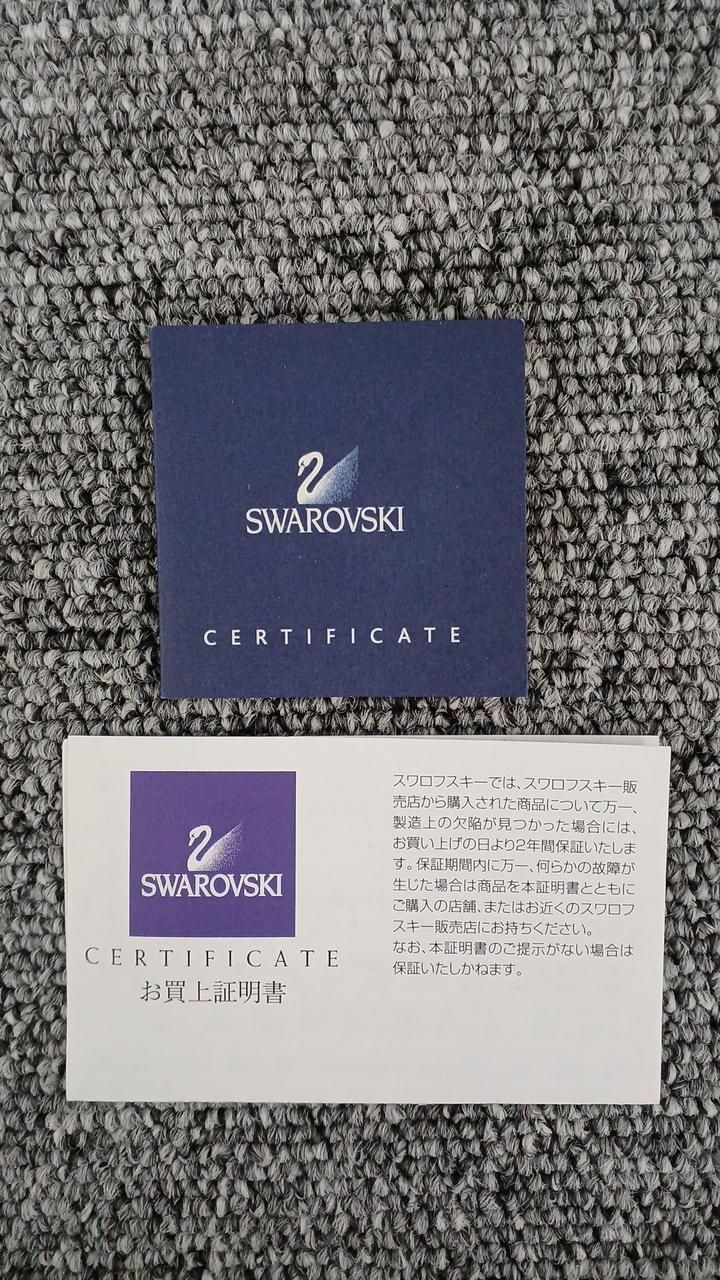 SWAROVSKI
CERTIFICATE
SWAROVSKI
CERTIFICATE
お買上証明書
スワロフスキーでは、スワロフスキー販
売店から購入された商品について万一、
製造上の欠陥が見つかった場合には、
お買い上げの日より2年間保証いたしま
す。保証期間内に万一、何らかの故障が
生じた場合は商品を本証明書とともに
ご購入の店舗、またはお近くのスワロフ
スキー販売店にお持ちください。
なお、本証明書のご提示がない場合は
保証いたしかねます。